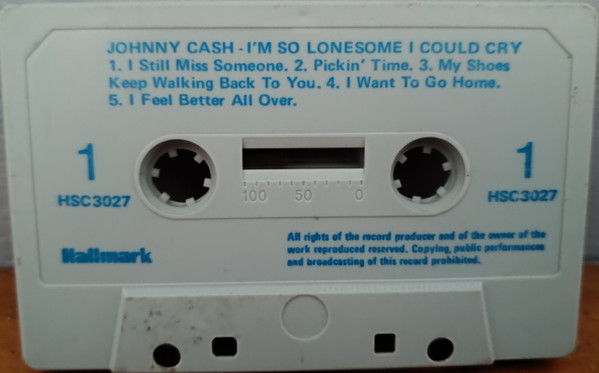 JOHNNY CASH - I'M SO LONESOME I COULD CRY
1. I Still Miss Someone. 2. Pickin' Time. 3. My Shoes
Keep Walking Back To You. 4. I Want To Go Home.
5. I Feel Better All Over.
1 1
HSC3027 HSC3027
100 50 0
Hallmark
All rights of the record producer and of the owner of the
work reproduced reserved. Copying, public performances
and broadcasting of this record prohibited.